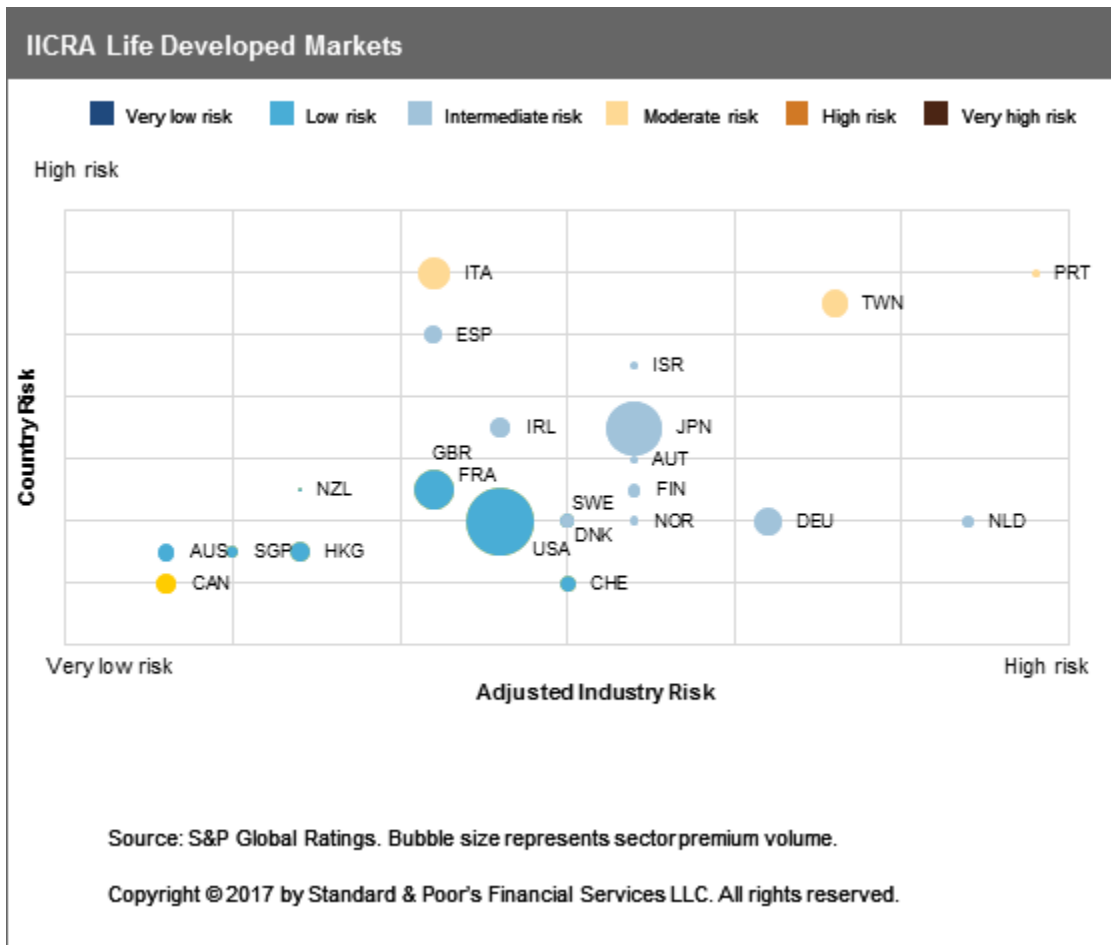 IICRA Life Developed Markets
Very low risk Low risk Intermediate risk Moderate risk High risk Very high risk
High risk
ITA PRT
TWN
ESP
ISR
IRL JPN
GBR AUT
FRA
NZL FIN
SWE
NOR DEU NLD
DNK
AUS SGP HKG USA
CAN CHE
Country Risk
Very low risk High risk
Adjusted Industry Risk
Source: S&P Global Ratings. Bubble size represents sector premium volume.
Copyright © 2017 by Standard & Poor's Financial Services LLC. All rights reserved.